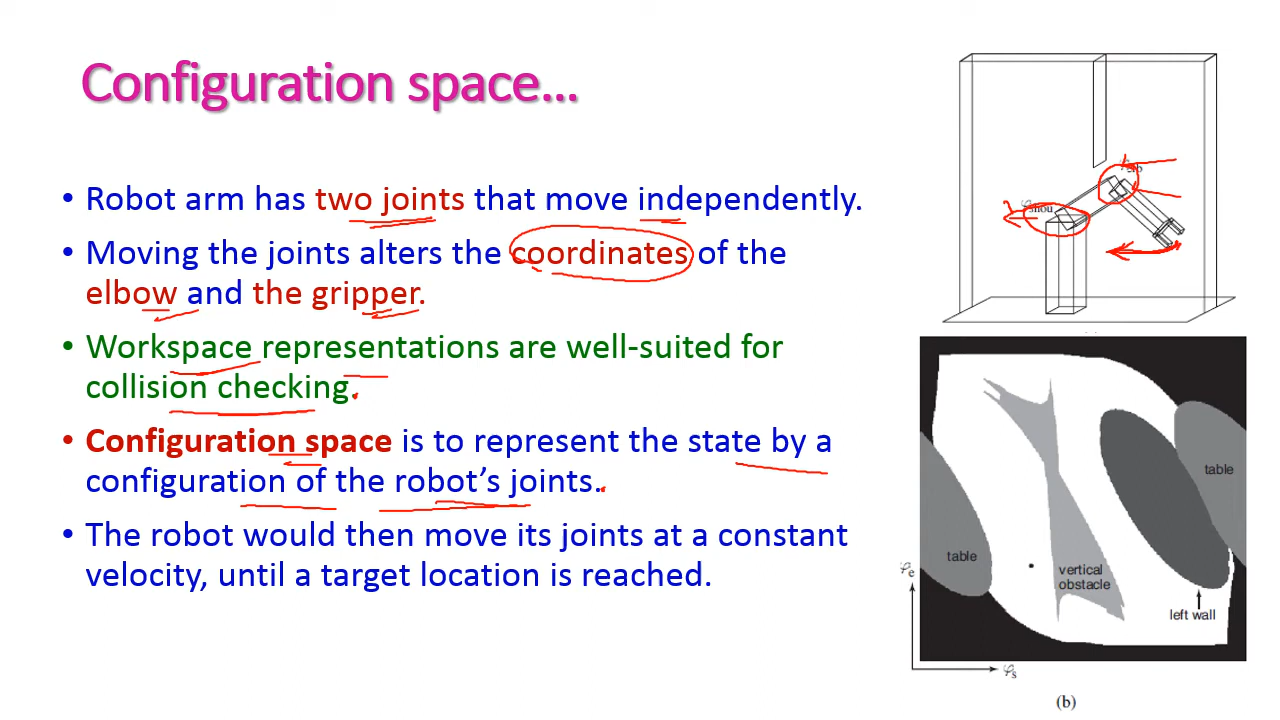 Configuration space...
• Robot arm has two joints that move independently.
• Moving the joints alters the coordinates of the
elbow and the gripper.
• Workspace representations are well-suited for
collision checking.
• Configuration space is to represent the state by a
configuration of the robot's joints.
• The robot would then move its joints at a constant
velocity, until a target location is reached.
φshou
table
table
vertical
obstacle
left wall
φe
φs
(b)